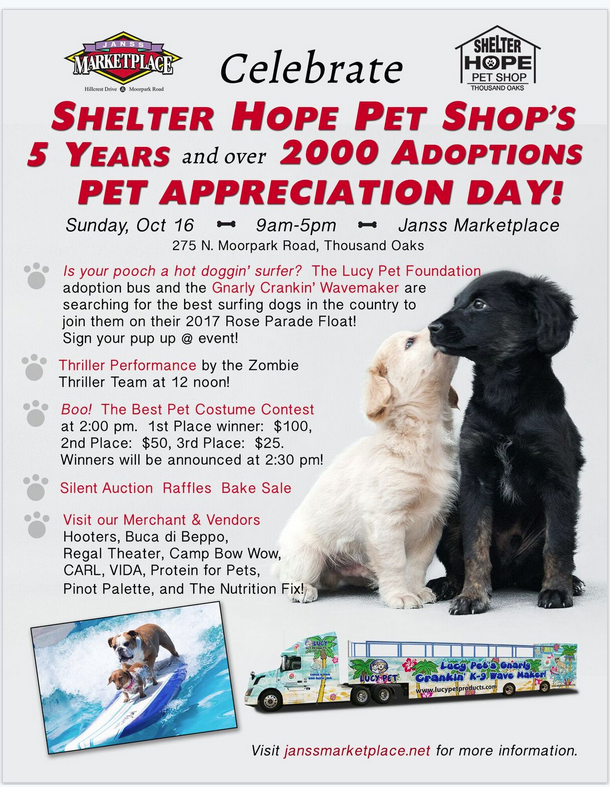 JANSS
MARKETPLACE
Hillcrest Drive & Moorpark Road
Celebrate
SHELTER
HOPE
PET SHOP
THOUSAND OAKS
SHELTER HOPE PET SHOP'S
5 YEARS and over 2000 ADOPTIONS
PET APPRECIATION DAY!
Sunday, Oct 16 9am-5pm Janss Marketplace
275 N. Moorpark Road, Thousand Oaks
Is your pooch a hot doggin' surfer? The Lucy Pet Foundation
adoption bus and the Gnarly Crankin' Wavemaker are
searching for the best surfing dogs in the country to
join them on their 2017 Rose Parade Float!
Sign your pup up @ event!
Thriller Performance by the Zombie
Thriller Team at 12 noon!
Boo! The Best Pet Costume Contest
at 2:00 pm. 1st Place winner: $100,
2nd Place: $50, 3rd Place: $25.
Winners will be announced at 2:30 pm!
Silent Auction Raffles Bake Sale
Visit our Merchant & Vendors
Hooters, Buca di Beppo,
Regal Theater, Camp Bow Wow,
CARL, VIDA, Protein for Pets,
Pinot Palette, and The Nutrition Fix!
LUCY
LUCY PET
Lucy Pet's Gnarly
Crankin' K-9 Wave Maker!
www.lucypetproducts.com
Visit janssmarketplace.net for more information.